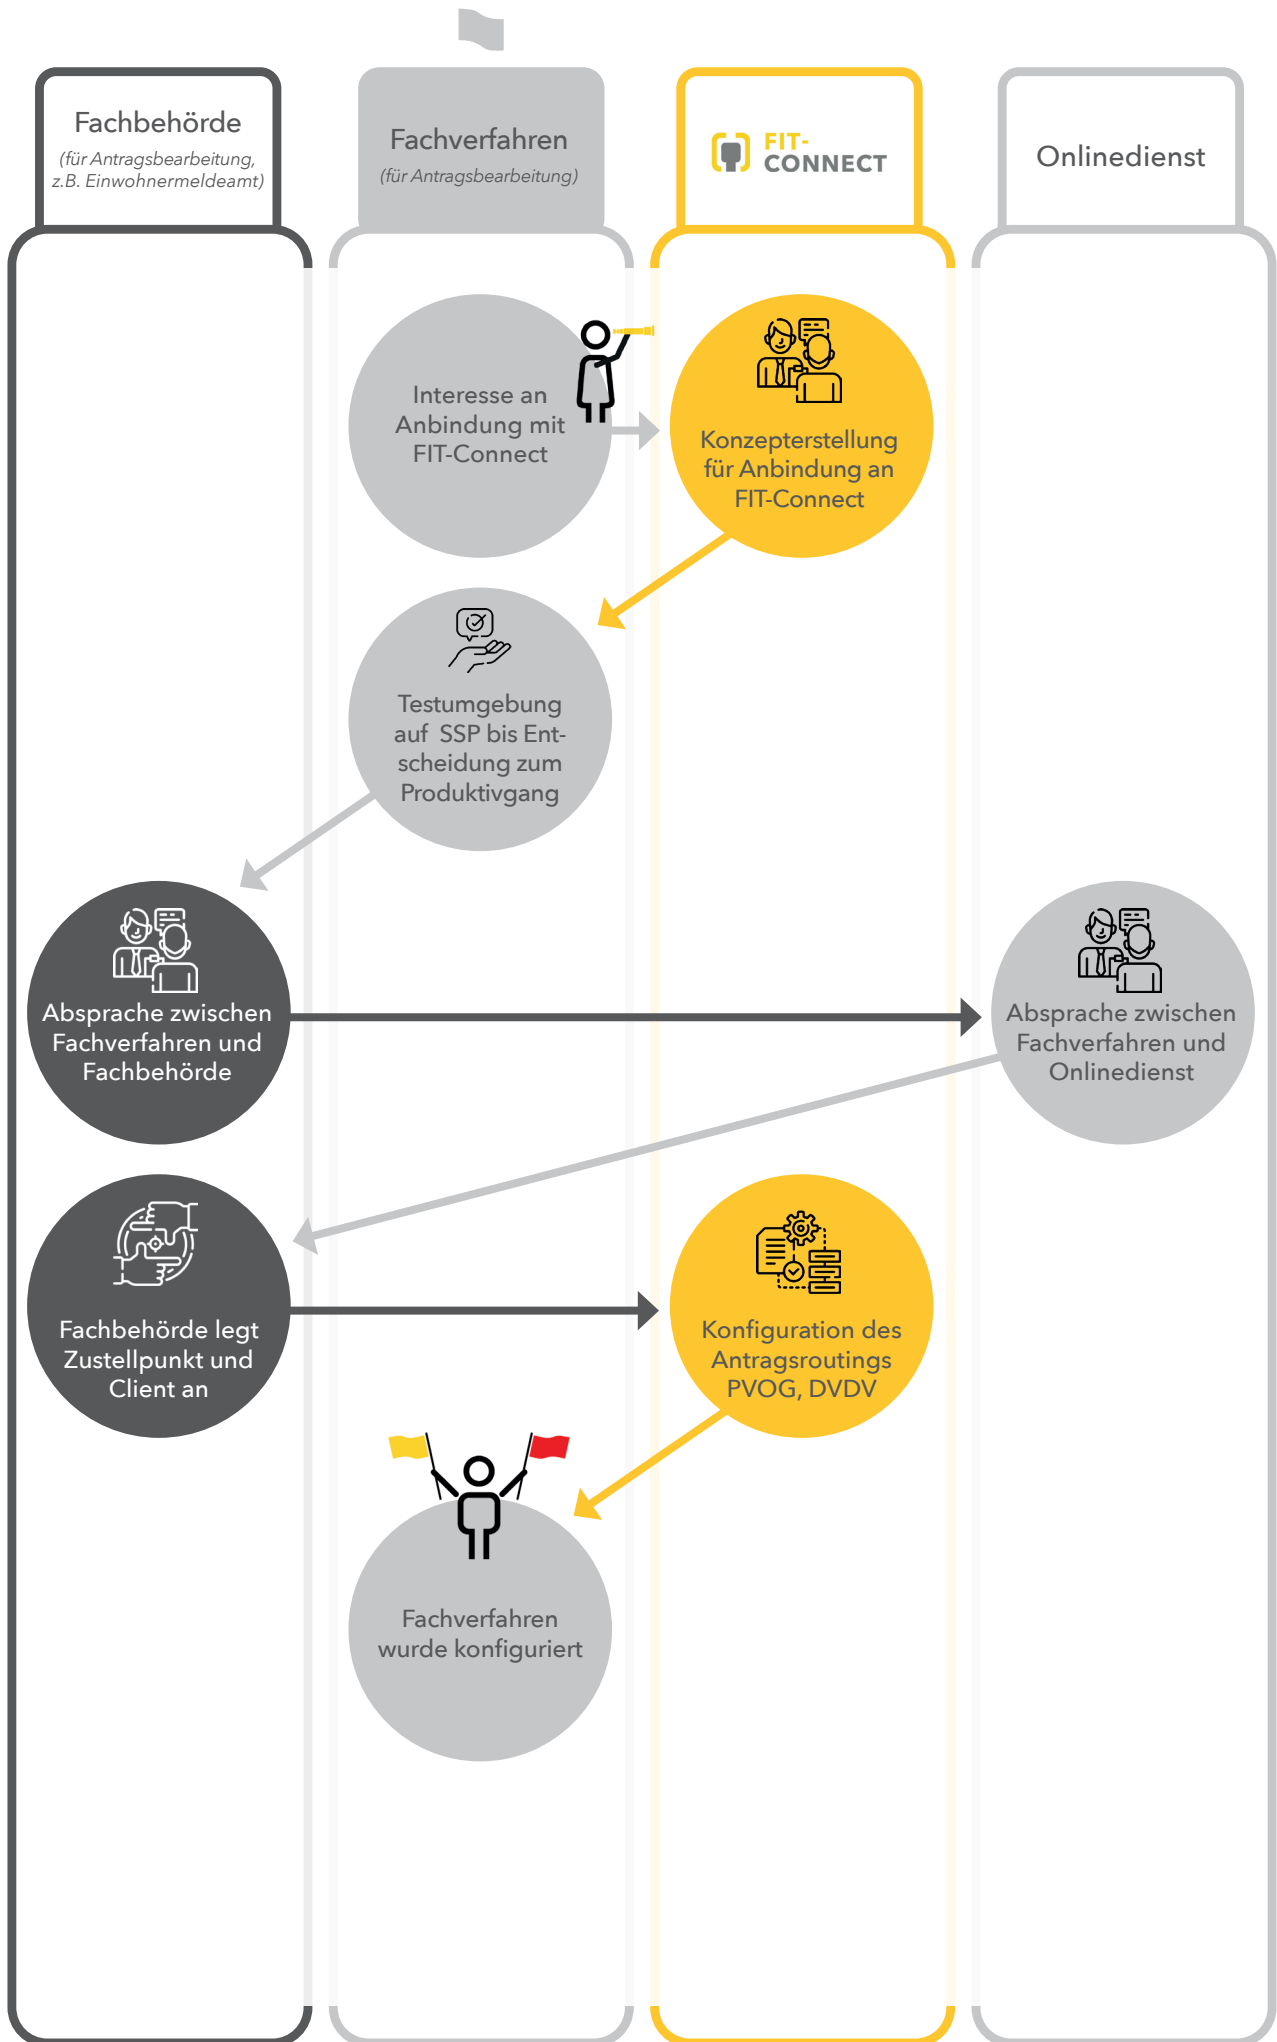 Fachbehörde
(für Antragsbearbeitung,
z.B. Einwohnermeldeamt)
Fachverfahren
(für Antragsbearbeitung)
FIT-
CONNECT
Onlinedienst
Interesse an
Anbindung mit
FIT-Connect
Konzepterstellung
für Anbindung an
FIT-Connect
Testumgebung
auf SSP bis Ent-
scheidung zum
Produktivgang
Absprache zwischen
Fachverfahren und
Fachbehörde
Absprache zwischen
Fachverfahren und
Onlinedienst
Fachbehörde legt
Zustellpunkt und
Client an
Konfiguration des
Antragsroutings
PVOG, DVDV
Fachverfahren
wurde konfiguriert